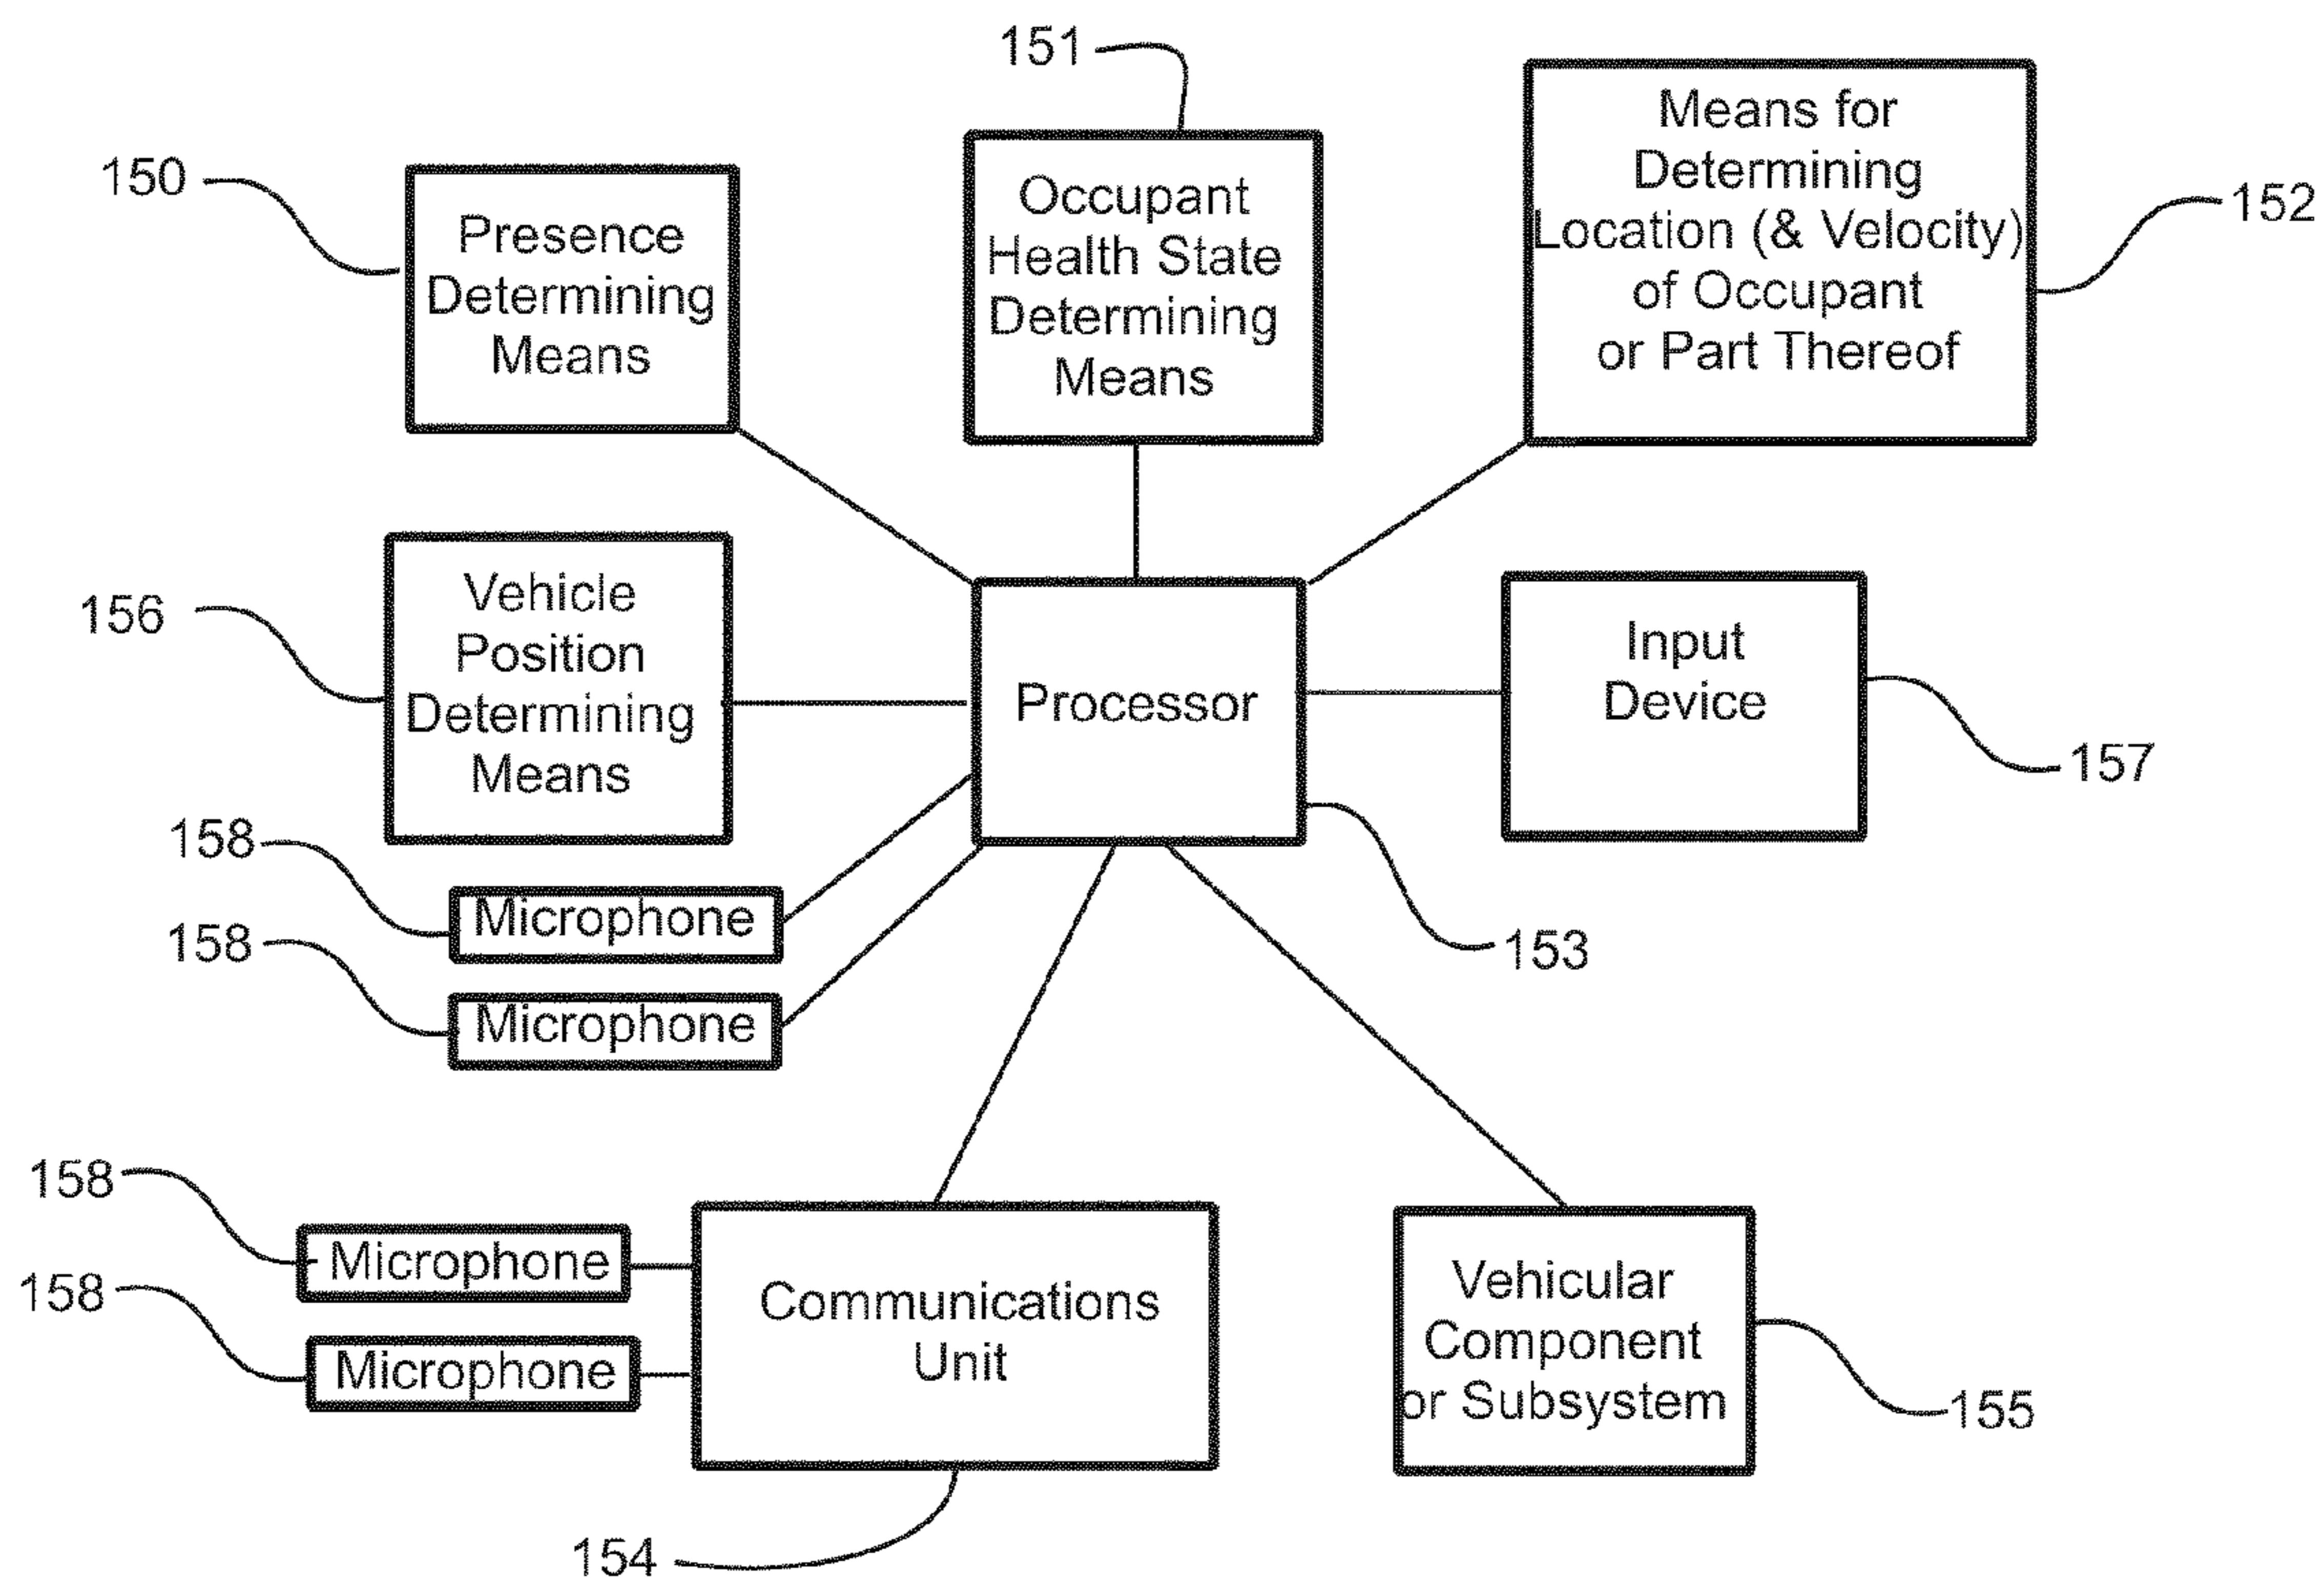 151
150
Presence
Determining
Means
Occupant
Health State
Determining
Means
Means for
Determining
Location (& Velocity)
of Occupant
or Part Thereof
152
156
Vehicle
Position
Determining
Means
Processor
Input
Device
157
153
158
Microphone
158
Microphone
158
Microphone
158
Microphone
Communications
Unit
154
Vehicular
Component
or Subsystem
155